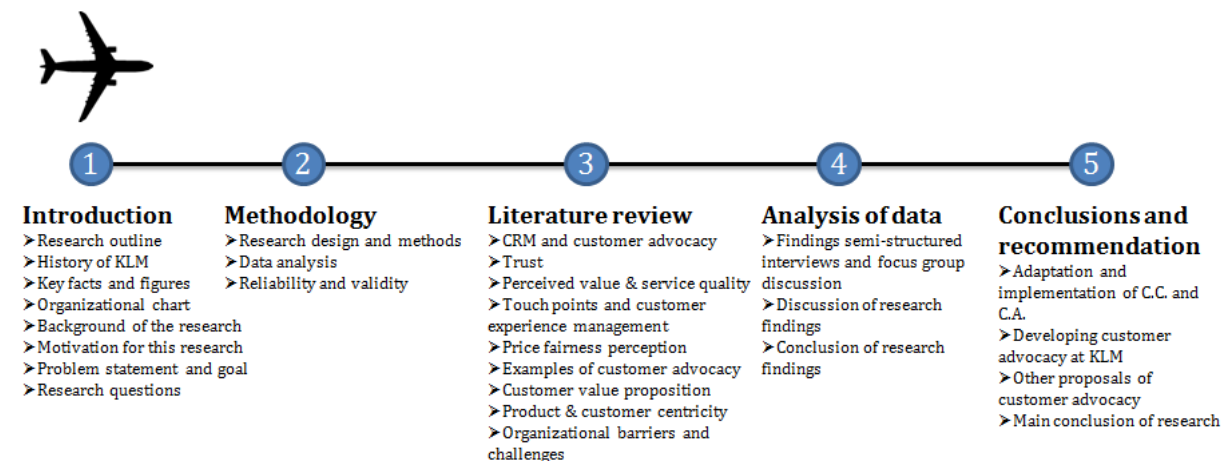 1
2
3
4
5
Introduction
➢Research outline
➢History of KLM
➢Key facts and figures
➢Organizational chart
➢Background of the research
➢Motivation for this research
➢Problem statement and goal
➢Research questions
Methodology
➢Research design and methods
➢Data analysis
➢Reliability and validity
Literature review
➢CRM and customer advocacy
➢Trust
➢Perceived value & service quality
➢Touch points and customer
experience management
➢Price fairness perception
➢Examples of customer advocacy
➢Customer value proposition
➢Product & customer centricity
➢Organizational barriers and
challenges
Analysis of data
➢Findings semi-structured
interviews and focus group
discussion
➢Discussion of research
findings
➢Conclusion of research
findings
Conclusions and
recommendation
➢Adaptation and
implementation of C.C. and
C.A.
➢Developing customer
advocacy at KLM
➢Other proposals of
customer advocacy
➢Main conclusion of research